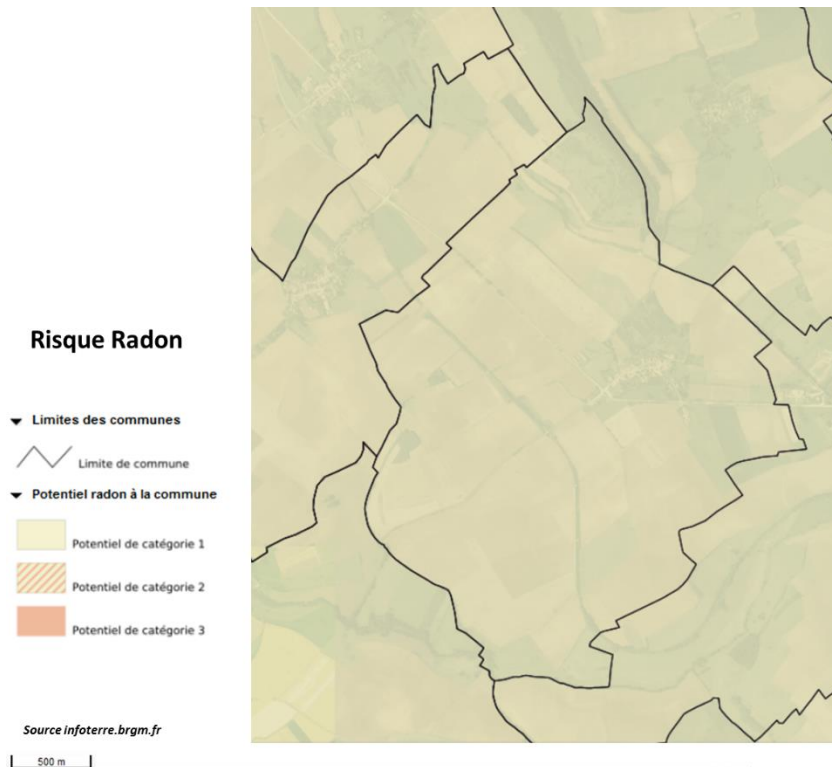 Risque Radon
Limites des communes
Limite de commune
Potentiel radon à la commune
Potentiel de catégorie 1
Potentiel de catégorie 2
Potentiel de catégorie 3
Source infoterre.brgm.fr
500 m